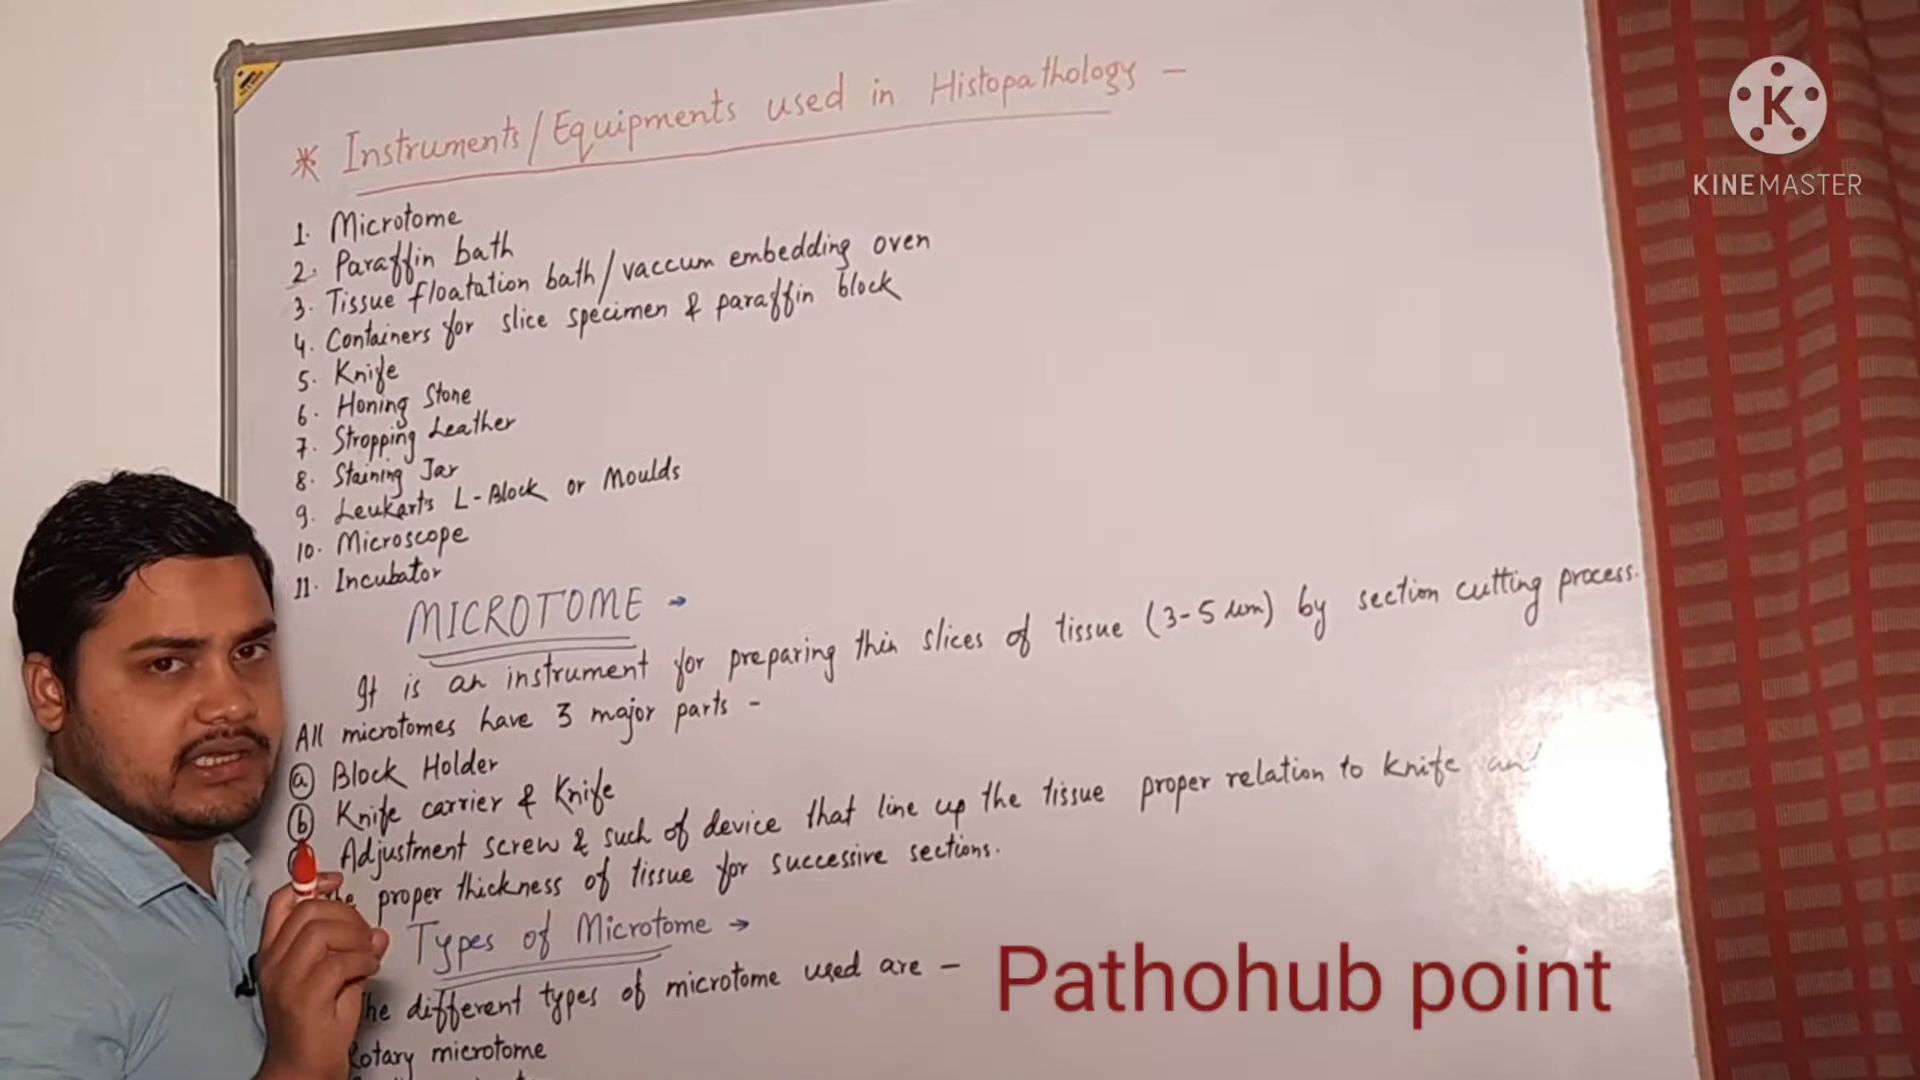 * Instruments/Equipments used in Histopathology -
1. Microtome
2. Paraffin bath
3. Tissue floatation bath/vaccum embedding oven
4. Containers for slice specimen & paraffin block
5. Knife
6. Honing Stone
7. Stropping Leather
8. Staining Jar
9. Leukart's L-Block or Moulds
10. Microscope
11. Incubator
MICROTOME →
It is an instrument for preparing thin slices of tissue (3-5 um) by section cutting process.
All microtomes have 3 major parts -
ⓐ Block Holder
ⓑ Knife carrier & Knife
Adjustment screw & such of device that line up the tissue proper relation to knife an
proper thickness of tissue for successive sections.
Types of Microtome →
he different types of microtome used are -
Rotary microtome
K
KINEMASTER
Pathohub point